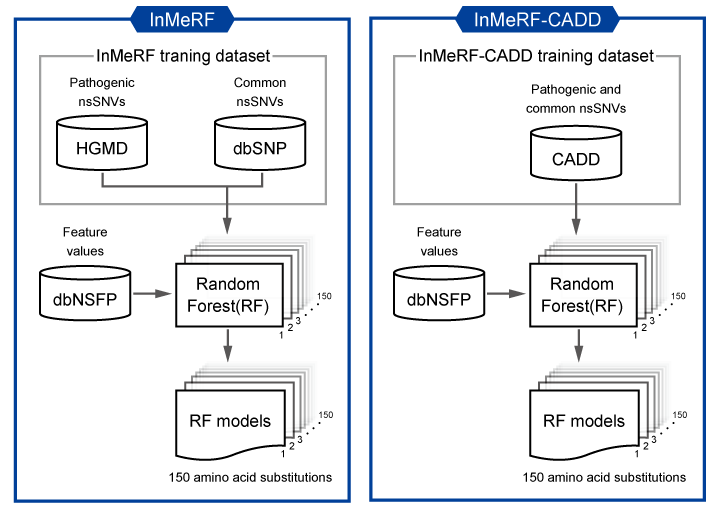 InMeRF
InMeRF traning dataset
Pathogenic
nsSNVs
Common
nsSNVs
HGMD
dbSNP
Feature
values
dbNSFP
Random
Forest(RF)
1 2 3 150
RF models
1 2 3 150
150 amino acid substitutions
InMeRF-CADD
InMeRF-CADD training dataset
Pathogenic and
common nsSNVs
CADD
Feature
values
dbNSFP
Random
Forest(RF)
1 2 3 150
RF models
1 2 3 150
150 amino acid substitutions